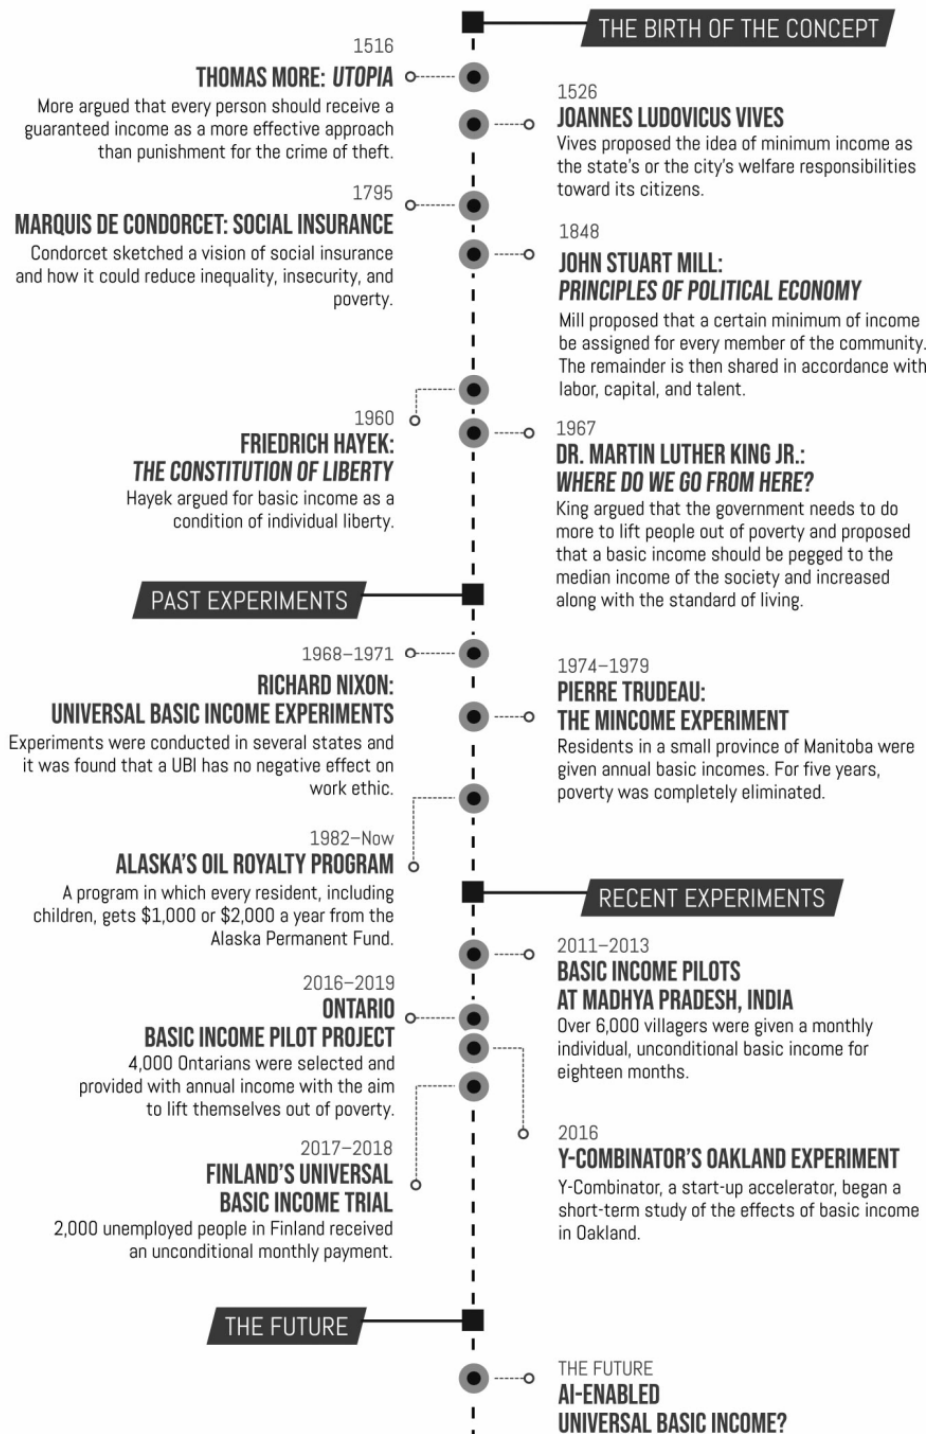 THE BIRTH OF THE CONCEPT
1516
THOMAS MORE: UTOPIA
More argued that every person should receive a
guaranteed income as a more effective approach
than punishment for the crime of theft.
1526
JOANNES LUDOVICUS VIVES
Vives proposed the idea of minimum income as
the state's or the city's welfare responsibilities
toward its citizens.
1795
MARQUIS DE CONDORCET: SOCIAL INSURANCE
Condorcet sketched a vision of social insurance
and how it could reduce inequality, insecurity, and
poverty.
1848
JOHN STUART MILL:
PRINCIPLES OF POLITICAL ECONOMY
Mill proposed that a certain minimum of income
be assigned for every member of the community.
The remainder is then shared in accordance with
labor, capital, and talent.
1960
FRIEDRICH HAYEK:
THE CONSTITUTION OF LIBERTY
Hayek argued for basic income as a
condition of individual liberty.
1967
DR. MARTIN LUTHER KING JR.:
WHERE DO WE GO FROM HERE?
King argued that the government needs to do
more to lift people out of poverty and proposed
that a basic income should be pegged to the
median income of the society and increased
along with the standard of living.
PAST EXPERIMENTS
1968–1971
RICHARD NIXON:
UNIVERSAL BASIC INCOME EXPERIMENTS
Experiments were conducted in several states and
it was found that a UBI has no negative effect on
work ethic.
1974–1979
PIERRE TRUDEAU:
THE MINCOME EXPERIMENT
Residents in a small province of Manitoba were
given annual basic incomes. For five years,
poverty was completely eliminated.
1982–Now
ALASKA'S OIL ROYALTY PROGRAM
A program in which every resident, including
children, gets $1,000 or $2,000 a year from the
Alaska Permanent Fund.
RECENT EXPERIMENTS
2011–2013
BASIC INCOME PILOTS
AT MADHYA PRADESH, INDIA
Over 6,000 villagers were given a monthly
individual, unconditional basic income for
eighteen months.
2016–2019
ONTARIO
BASIC INCOME PILOT PROJECT
4,000 Ontarians were selected and
provided with annual income with the aim
to lift themselves out of poverty.
2016
Y-COMBINATOR'S OAKLAND EXPERIMENT
Y-Combinator, a start-up accelerator, began a
short-term study of the effects of basic income
in Oakland.
2017–2018
FINLAND'S UNIVERSAL
BASIC INCOME TRIAL
2,000 unemployed people in Finland received
an unconditional monthly payment.
THE FUTURE
THE FUTURE
AI-ENABLED
UNIVERSAL BASIC INCOME?